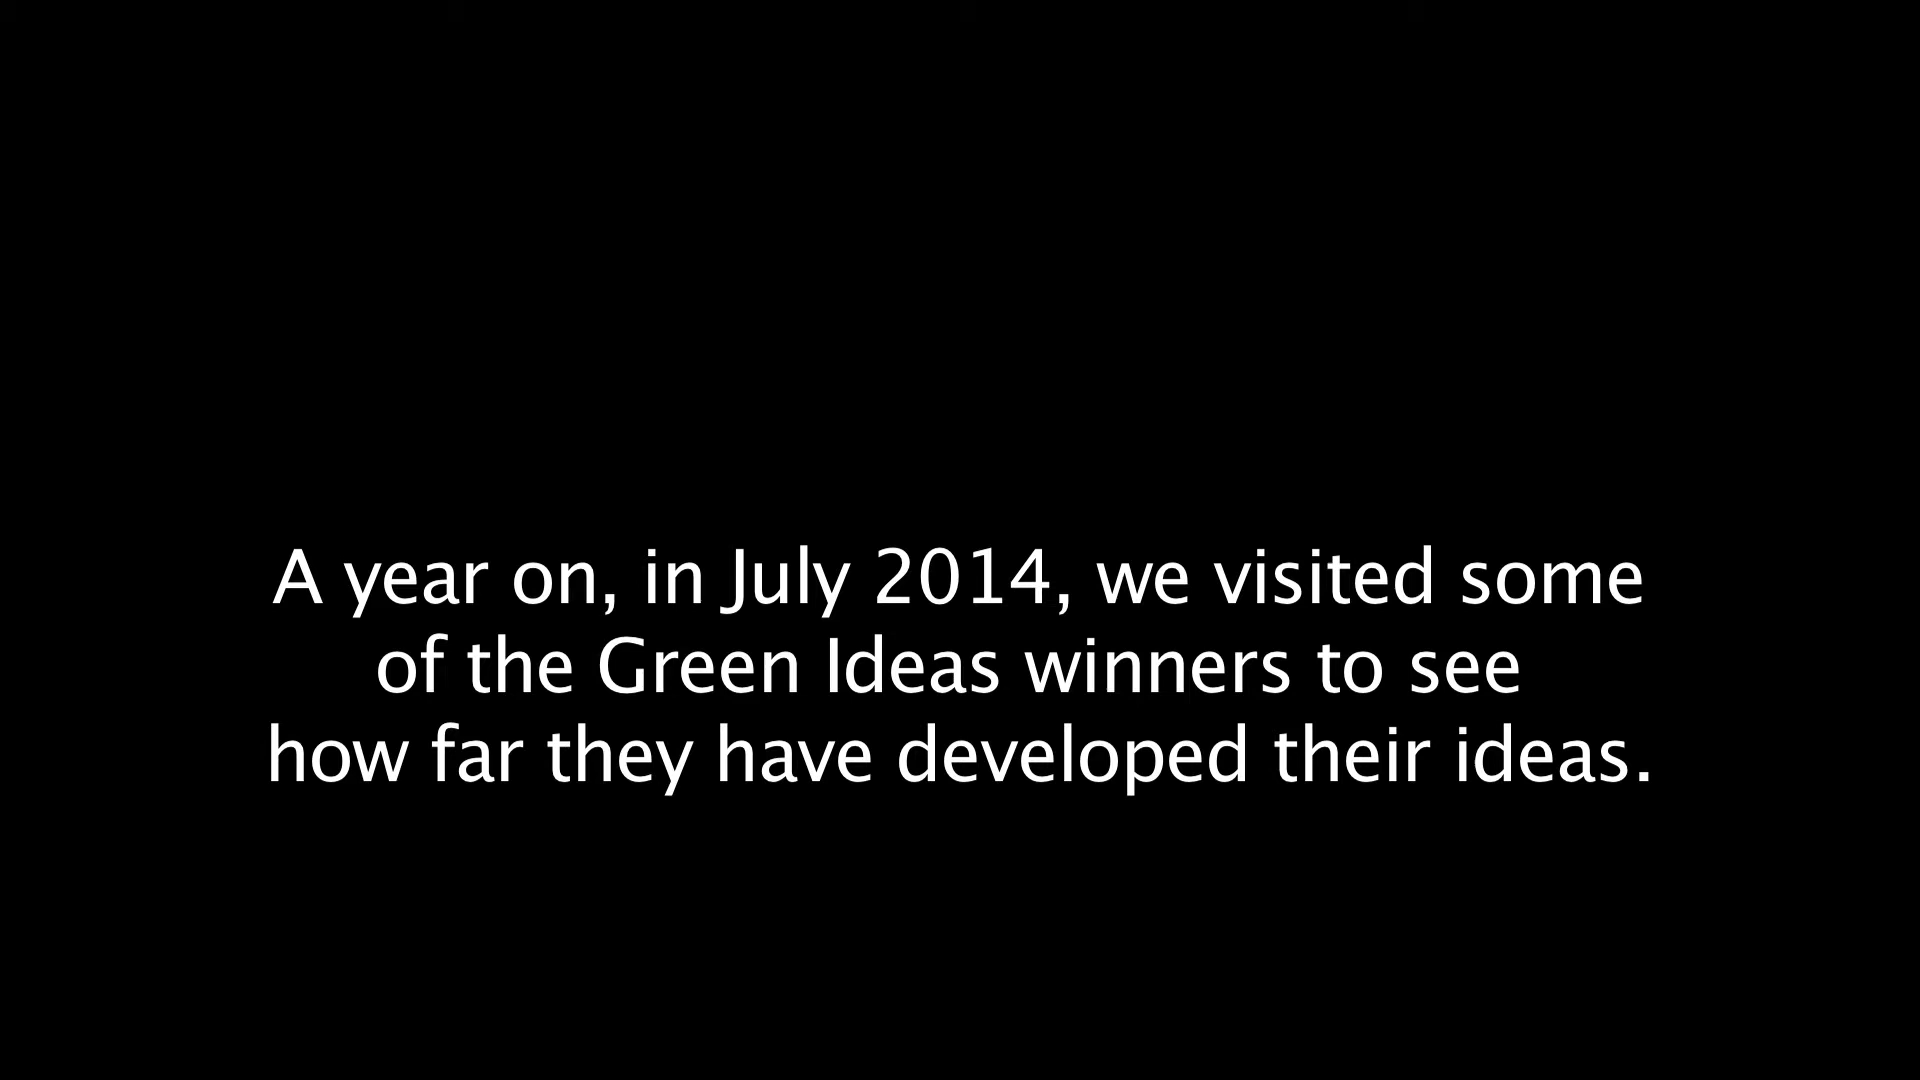 A year on, in July 2014, we visited some
of the Green Ideas winners to see
how far they have developed their ideas.